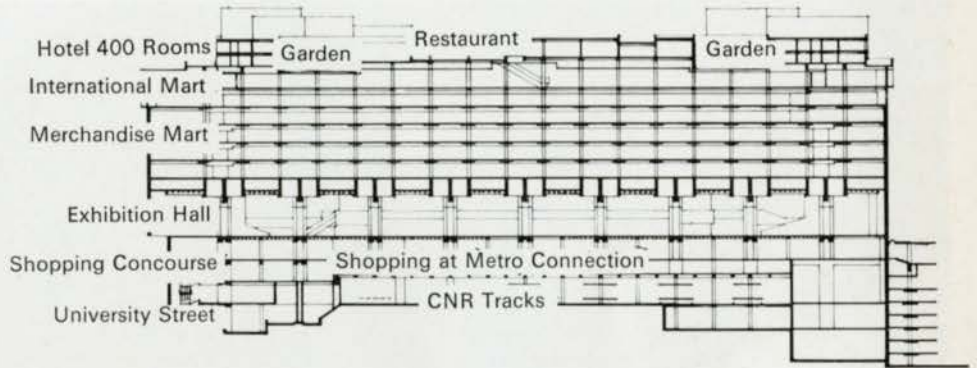 Restaurant
Hotel 400 Rooms
Garden
Garden
International Mart
Merchandise Mart
Exhibition Hall
Shopping Concourse
Shopping at Metro Connection
University Street
CNR Tracks